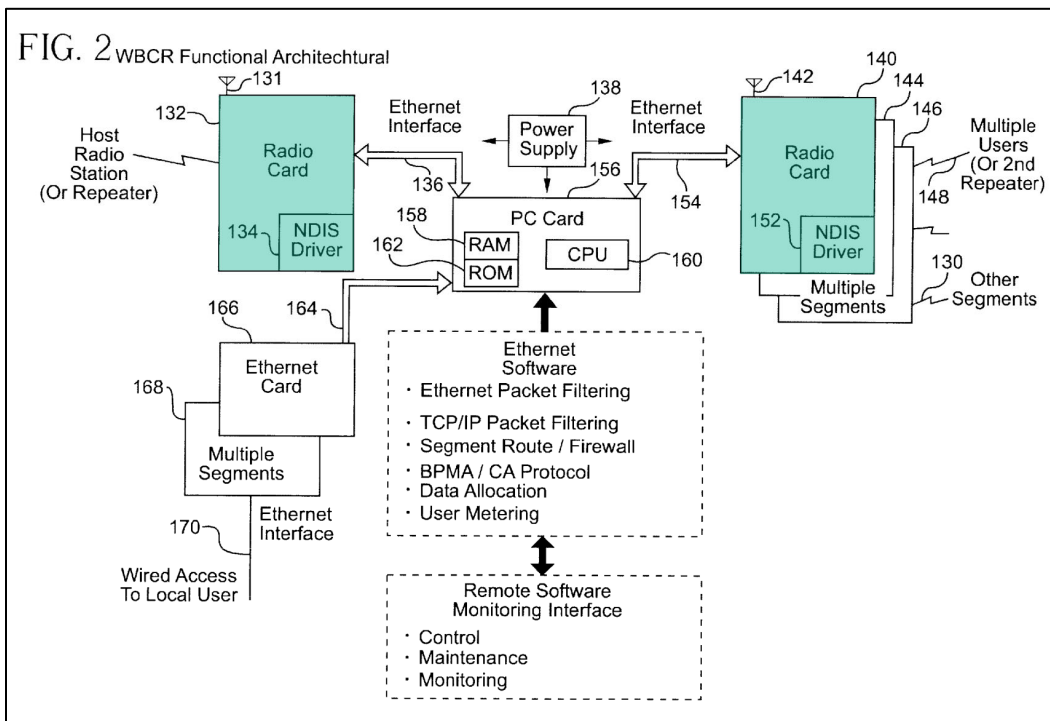 FIG. 2 WBCR Functional Architechtural
131
132
Host
Radio
Station
(Or Repeater)
Radio
Card
134
NDIS
Driver
Ethernet
Interface
136
138
Power
Supply
Ethernet
Interface
154
156
PC Card
158
RAM
162
ROM
CPU
160
142
140
144
146
Radio
Card
152
NDIS
Driver
Multiple
Segments
Multiple
Users
(Or 2nd
Repeater)
148
130
Other
Segments
164
166
Ethernet
Card
168
Multiple
Segments
Ethernet
Interface
170
Wired Access
To Local User
Ethernet
Software
· Ethernet Packet Filtering
· TCP/IP Packet Filtering
· Segment Route / Firewall
· BPMA / CA Protocol
· Data Allocation
· User Metering
Remote Software
Monitoring Interface
· Control
· Maintenance
· Monitoring